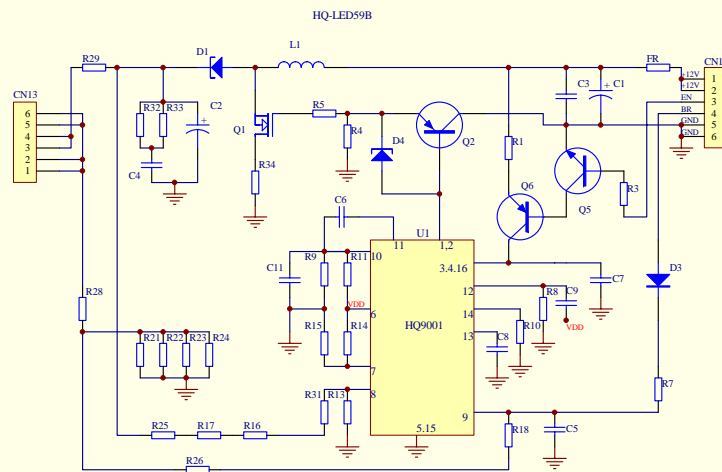 HQ-LED59B
L1
D1
R29
FR
CN1
CN13
+12V
1
+12V
2
EN
3
BR
4
GND
5
GND
6
6
5
4
3
2
1
R32
R33
C2
+
C4
Q1
R34
R5
R4
D4
Q2
R1
C3
+
C1
Q6
Q5
R3
C6
U1
11
1,2
C11
R9
R11
10
3.4.16
C7
D3
12
R8
C9
VDD
6
HQ9001
14
R10
VDD
R15
R14
13
C8
7
R28
R21
R22
R23
R24
R31
R13
8
R7
9
R25
R17
R16
5.15
R18
C5
R26